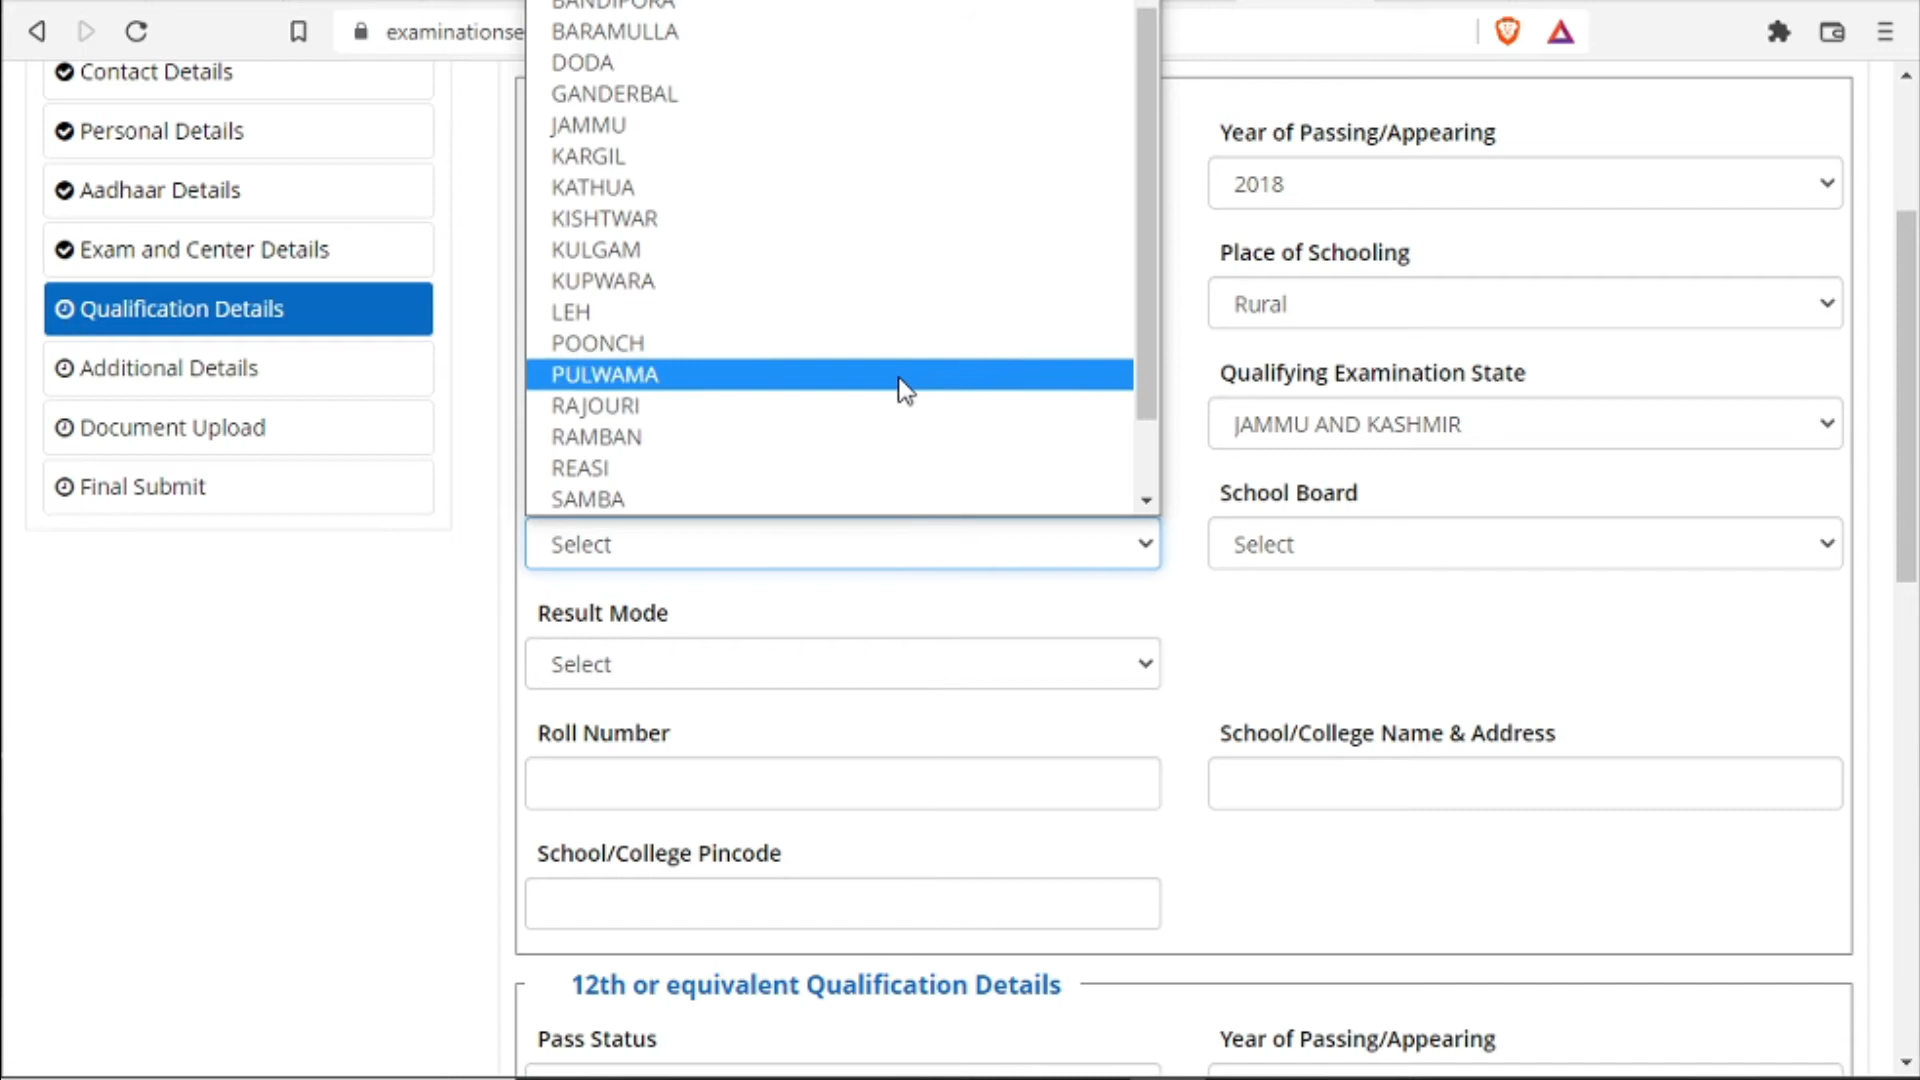 BANDIPORA
examinationse
BARAMULLA
DODA
GANDERBAL
JAMMU
KARGIL
KATHUA
KISHTWAR
KULGAM
KUPWARA
LEH
POONCH
PULWAMA
RAJOURI
RAMBAN
REASI
SAMBA
Contact Details
Personal Details
Aadhaar Details
Exam and Center Details
Qualification Details
Additional Details
Document Upload
Final Submit
Year of Passing/Appearing
2018
Place of Schooling
Rural
Qualifying Examination State
JAMMU AND KASHMIR
School Board
Select
Select
Result Mode
Select
Roll Number
School/College Name & Address
School/College Pincode
12th or equivalent Qualification Details
Pass Status
Year of Passing/Appearing